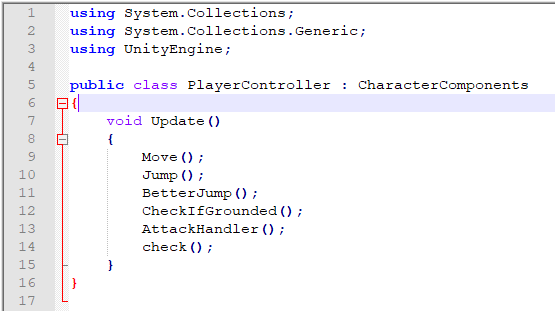 1 using System.Collections;
2 using System.Collections.Generic;
3 using UnityEngine;
4
5 public class PlayerController : CharacterComponents
6 {
7 void Update()
8 {
9 Move();
10 Jump();
11 BetterJump();
12 CheckIfGrounded();
13 AttackHandler();
14 check();
15 }
16 }
17